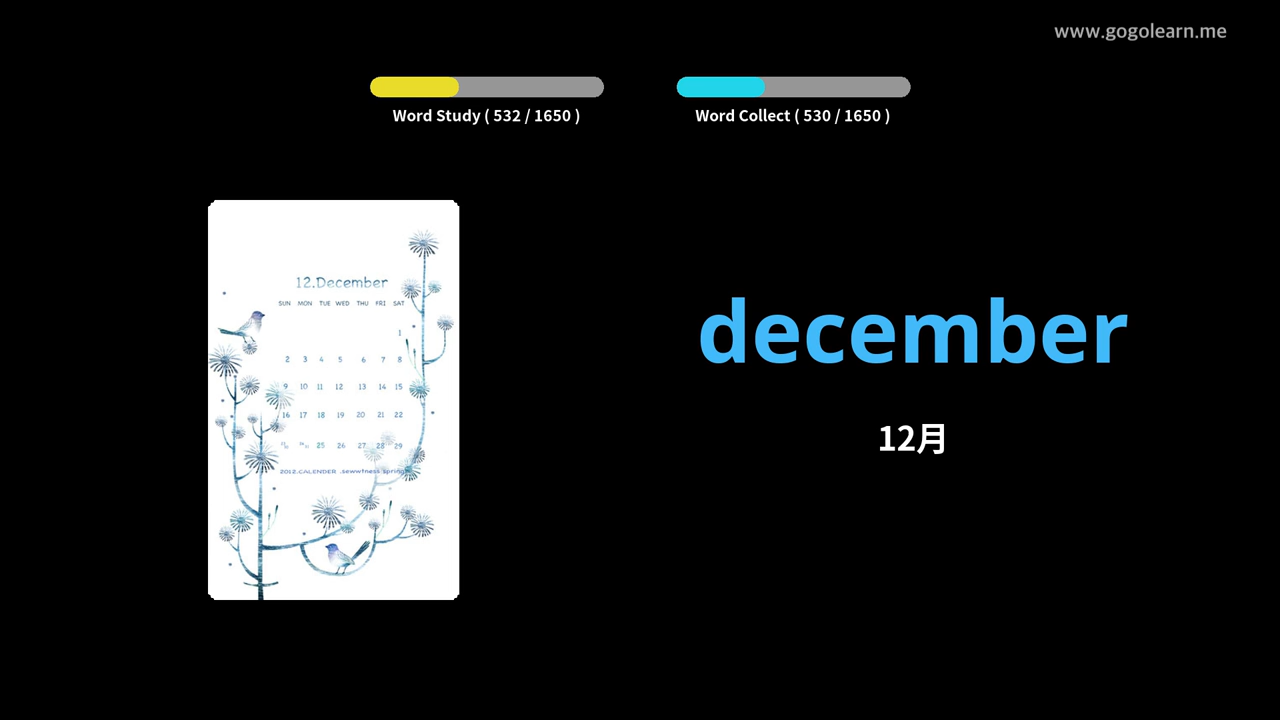 www.gogolearn.me
Word Study ( 532 / 1650 )
Word Collect ( 530 / 1650 )
12.December
SUN MON TUE WED THU FRI SAT
1
2 3 4 5 6 7 8
9 10 11 12 13 14 15
16 17 18 19 20 21 22
25 26 27 28 29
2012.CALENDER
december
12月